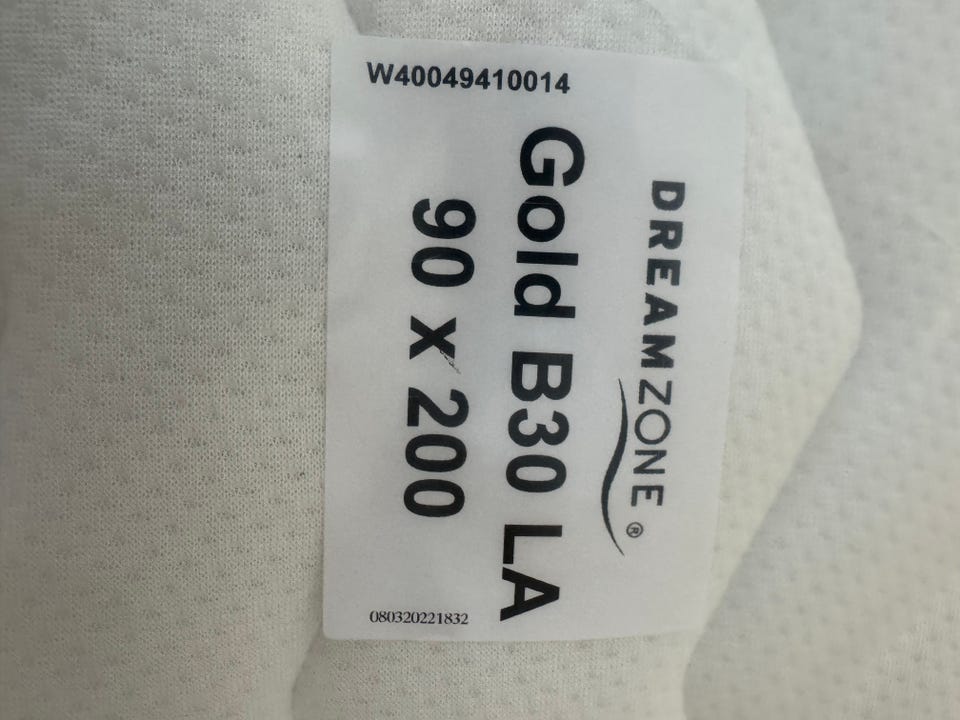 DREAMZONE®
Gold B30 LA
90 x 200
W40049410014
080320221832